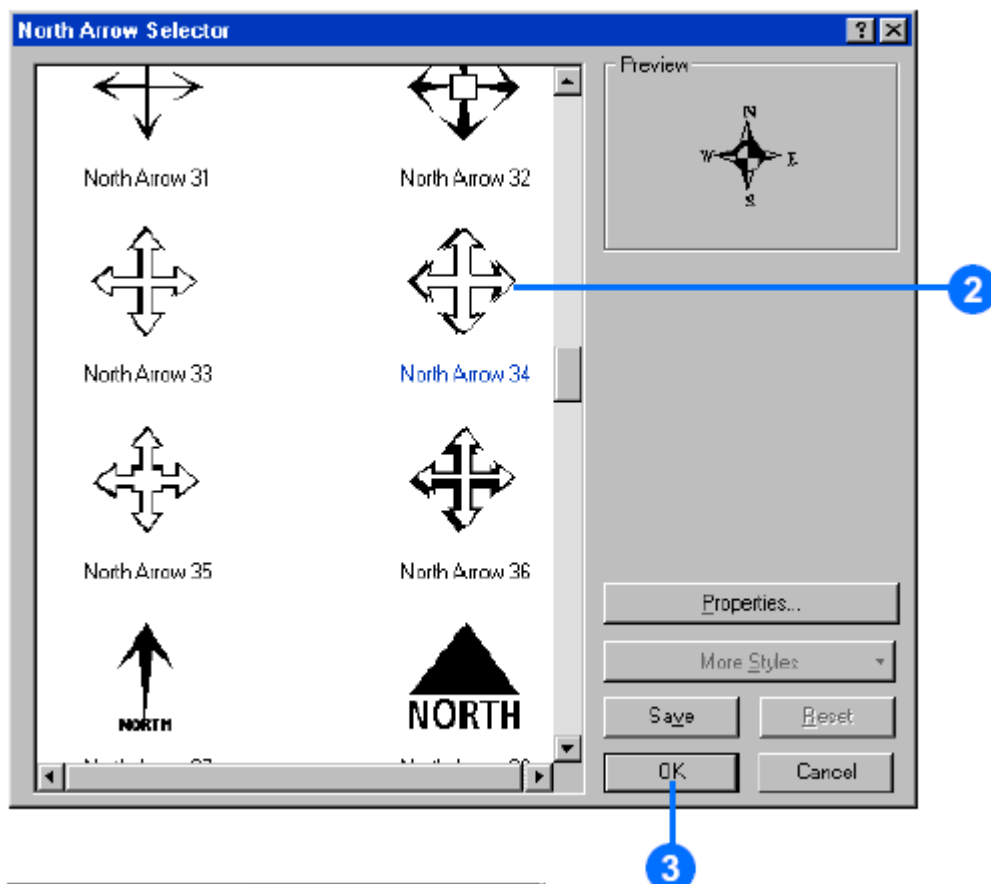 North Arrow Selector
Preview
N
W E
S
North Arrow 31 North Arrow 32
North Arrow 33 North Arrow 34
2
North Arrow 35 North Arrow 36
NORTH NORTH
Properties...
More Styles
Save Reset
OK Cancel
3